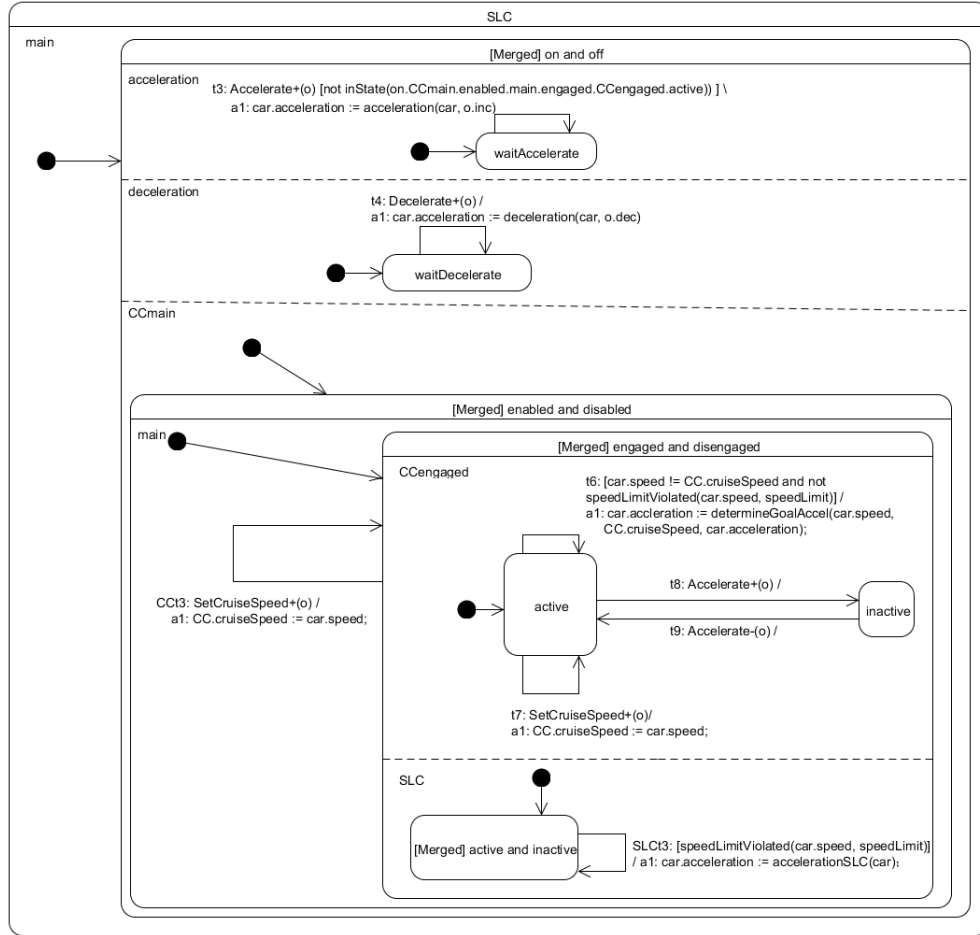 SLC
main
[Merged] on and off
acceleration
t3: Accelerate+(o) [not inState(on.CCmain.enabled.main.engaged.CCengaged.active)) ] \
a1: car.acceleration := acceleration(car, o.inc)
waitAccelerate
deceleration
t4: Decelerate+(o) /
a1: car.acceleration := deceleration(car, o.dec)
waitDecelerate
CCmain
[Merged] enabled and disabled
main
[Merged] engaged and disengaged
CCengaged
t6: [car.speed != CC.cruiseSpeed and not
speedLimitViolated(car.speed, speedLimit)] /
a1: car.accleration := determineGoalAccel(car.speed,
CC.cruiseSpeed, car.acceleration);
t8: Accelerate+(o) /
active
inactive
t9: Accelerate-(o) /
CCt3: SetCruiseSpeed+(o) /
a1: CC.cruiseSpeed := car.speed;
t7: SetCruiseSpeed+(o)/
a1: CC.cruiseSpeed := car.speed;
SLC
[Merged] active and inactive
SLCt3: [speedLimitViolated(car.speed, speedLimit)]
/ a1: car.acceleration := accelerationSLC(car);